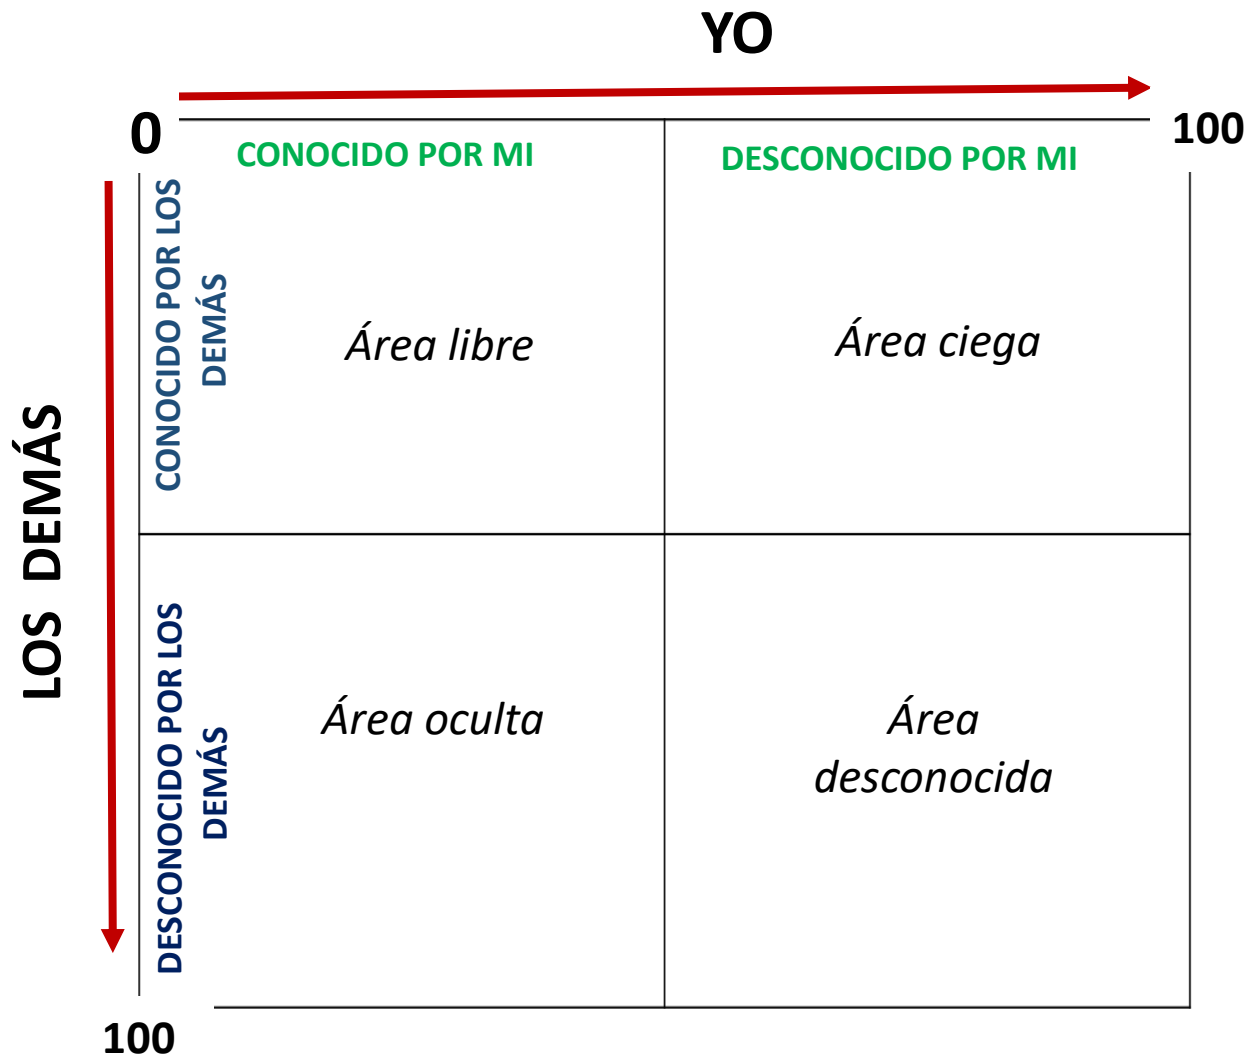 YO
0
100
CONOCIDO POR MI
DESCONOCIDO POR MI
LOS DEMÁS
CONOCIDO POR LOS
DEMÁS
Área libre
Área ciega
DESCONOCIDO POR LOS
DEMÁS
Área oculta
Área
desconocida
100